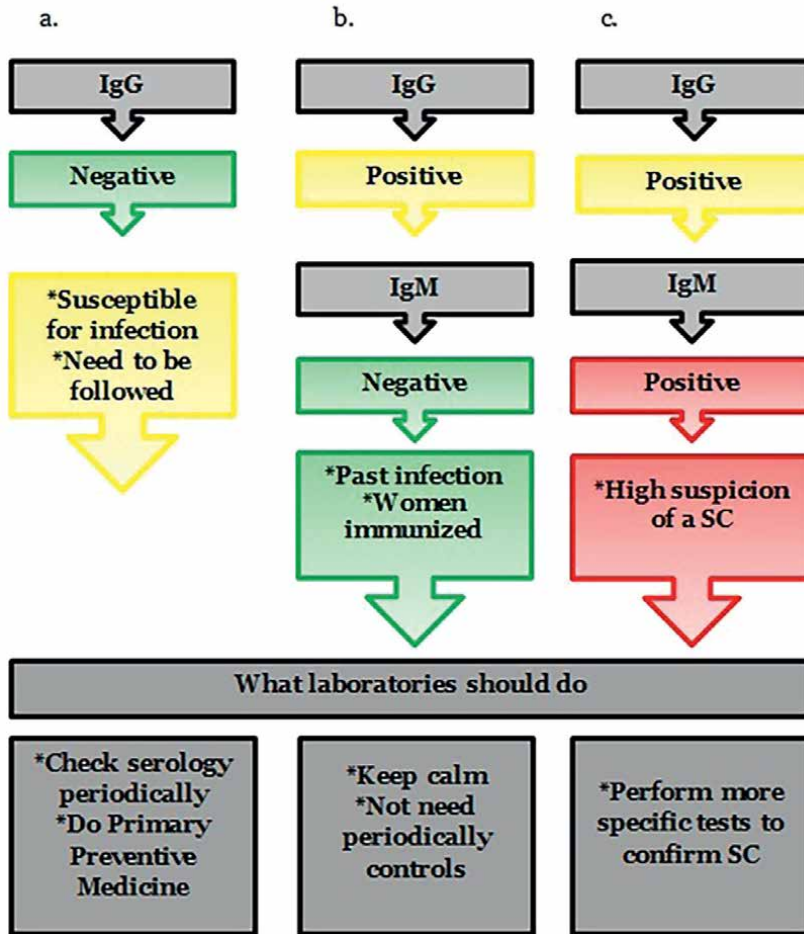 a.
IgG
Negative
*Susceptible
for infection
*Need to be
followed
b.
IgG
Positive
IgM
Negative
*Past infection
*Women
immunized
c.
IgG
Positive
IgM
Positive
*High suspicion
of a SC
What laboratories should do
*Check serology
periodically
*Do Primary
Preventive
Medicine
*Keep calm
*Not need
periodically
controls
*Perform more
specific tests to
confirm SC